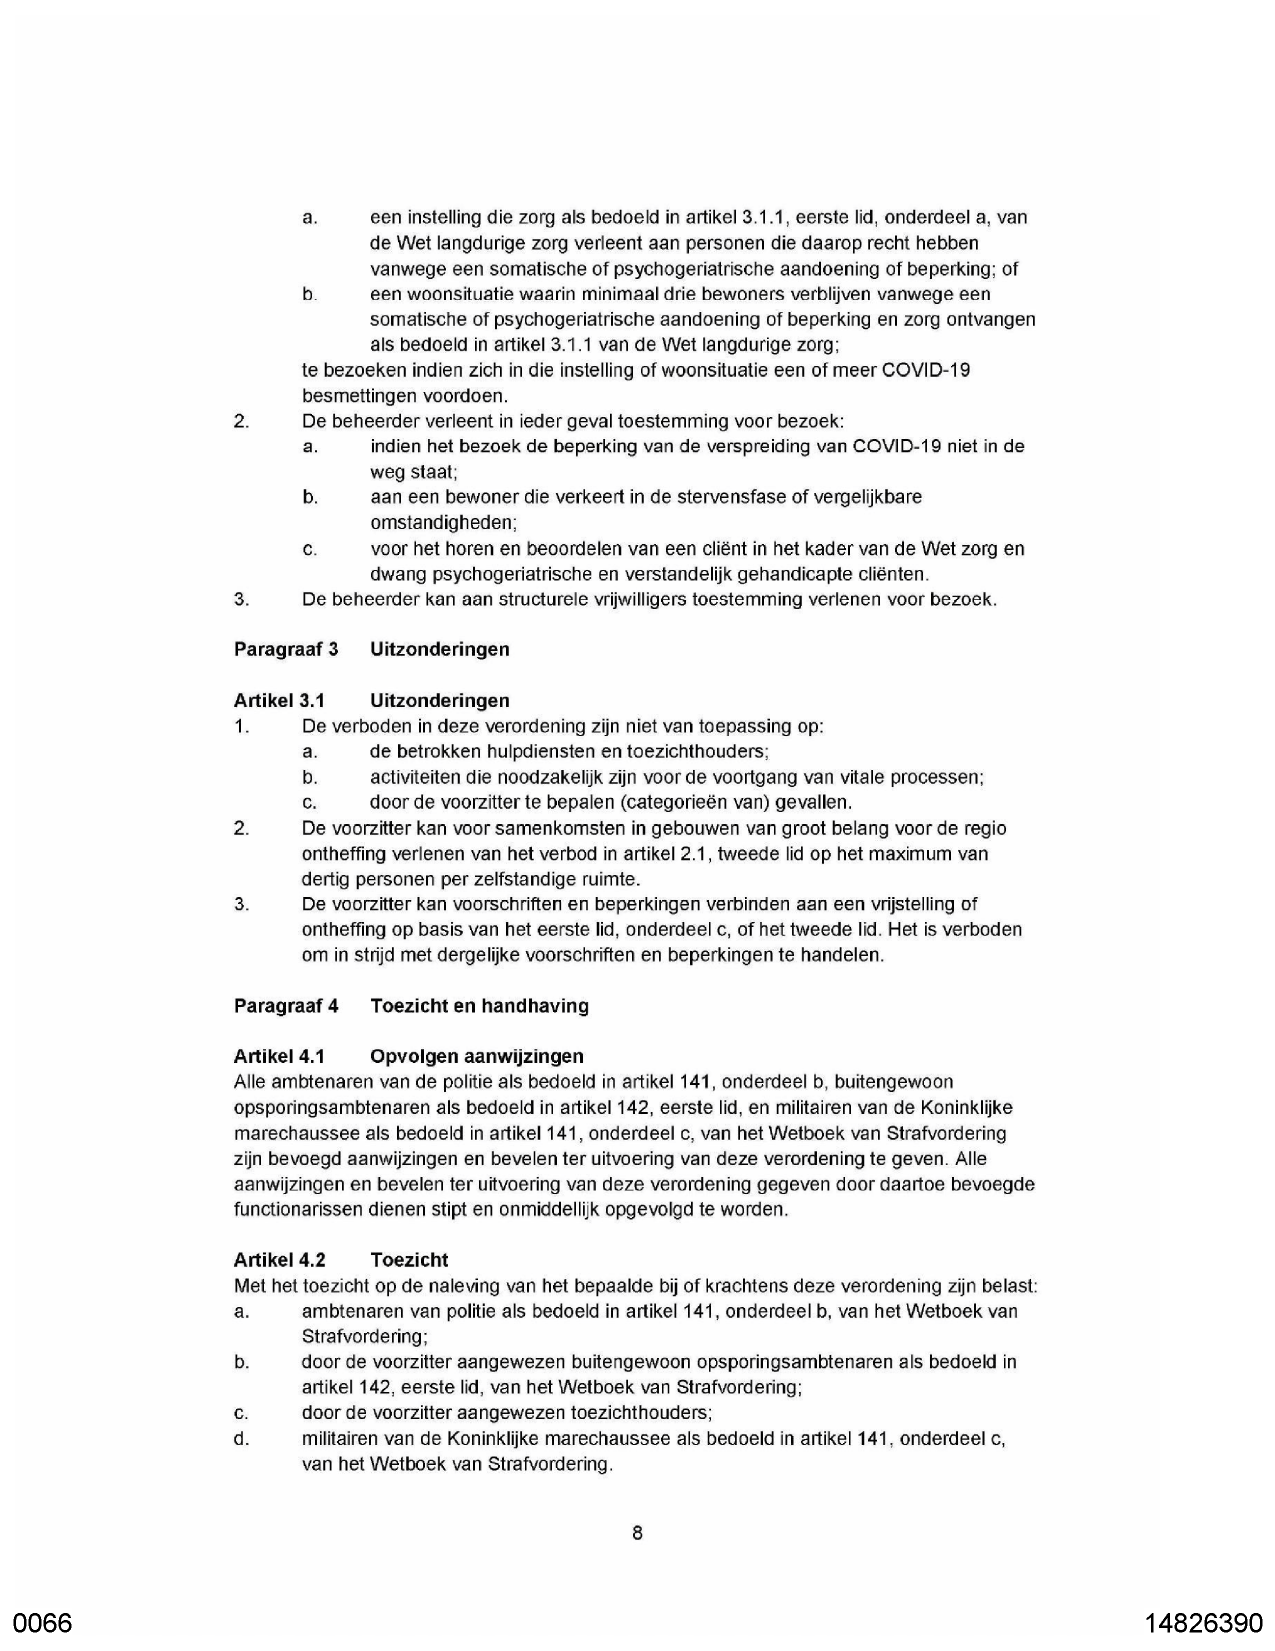 a. een instelling die zorg als bedoeld in artikel 3.1.1, eerste lid, onderdeel a, van
de Wet langdurige zorg verleent aan personen die daarop recht hebben
vanwege een somatische of psychogeriatrische aandoening of beperking; of
b. een woonsituatie waarin minimaal drie bewoners verblijven vanwege een
somatische of psychogeriatrische aandoening of beperking en zorg ontvangen
als bedoeld in artikel 3.1.1 van de Wet langdurige zorg;
te bezoeken indien zich in die instelling of woonsituatie een of meer COVID-19
besmettingen voordoen.
2. De beheerder verleent in ieder geval toestemming voor bezoek:
a. indien het bezoek de beperking van de verspreiding van COVID-19 niet in de
weg staat;
b. aan een bewoner die verkeert in de stervensfase of vergelijkbare
omstandigheden;
c. voor het horen en beoordelen van een cliënt in het kader van de Wet zorg en
dwang psychogeriatrische en verstandelijk gehandicapte cliënten.
3. De beheerder kan aan structurele vrijwilligers toestemming verlenen voor bezoek.
Paragraaf 3 Uitzonderingen
Artikel 3.1 Uitzonderingen
1. De verboden in deze verordening zijn niet van toepassing op:
a. de betrokken hulpdiensten en toezichthouders;
b. activiteiten die noodzakelijk zijn voor de voortgang van vitale processen;
c. door de voorzitter te bepalen (categorieën van) gevallen.
2. De voorzitter kan voor samenkomsten in gebouwen van groot belang voor de regio
ontheffing verlenen van het verbod in artikel 2.1, tweede lid op het maximum van
dertig personen per zelfstandige ruimte.
3. De voorzitter kan voorschriften en beperkingen verbinden aan een vrijstelling of
ontheffing op basis van het eerste lid, onderdeel c, of het tweede lid. Het is verboden
om in strijd met dergelijke voorschriften en beperkingen te handelen.
Paragraaf 4 Toezicht en handhaving
Artikel 4.1 Opvolgen aanwijzingen
Alle ambtenaren van de politie als bedoeld in artikel 141, onderdeel b, buitengewoon
opsporingsambtenaren als bedoeld in artikel 142, eerste lid, en militairen van de Koninklijke
marechaussee als bedoeld in artikel 141, onderdeel c, van het Wetboek van Strafvordering
zijn bevoegd aanwijzingen en bevelen ter uitvoering van deze verordening te geven. Alle
aanwijzingen en bevelen ter uitvoering van deze verordening gegeven door daartoe bevoegde
functionarissen dienen stipt en onmiddellijk opgevolgd te worden.
Artikel 4.2 Toezicht
Met het toezicht op de naleving van het bepaalde bij of krachtens deze verordening zijn belast:
a. ambtenaren van politie als bedoeld in artikel 141, onderdeel b, van het Wetboek van
Strafvordering;
b. door de voorzitter aangewezen buitengewoon opsporingsambtenaren als bedoeld in
artikel 142, eerste lid, van het Wetboek van Strafvordering;
c. door de voorzitter aangewezen toezichthouders;
d. militairen van de Koninklijke marechaussee als bedoeld in artikel 141, onderdeel c,
van het Wetboek van Strafvordering.
8
0066 14826390